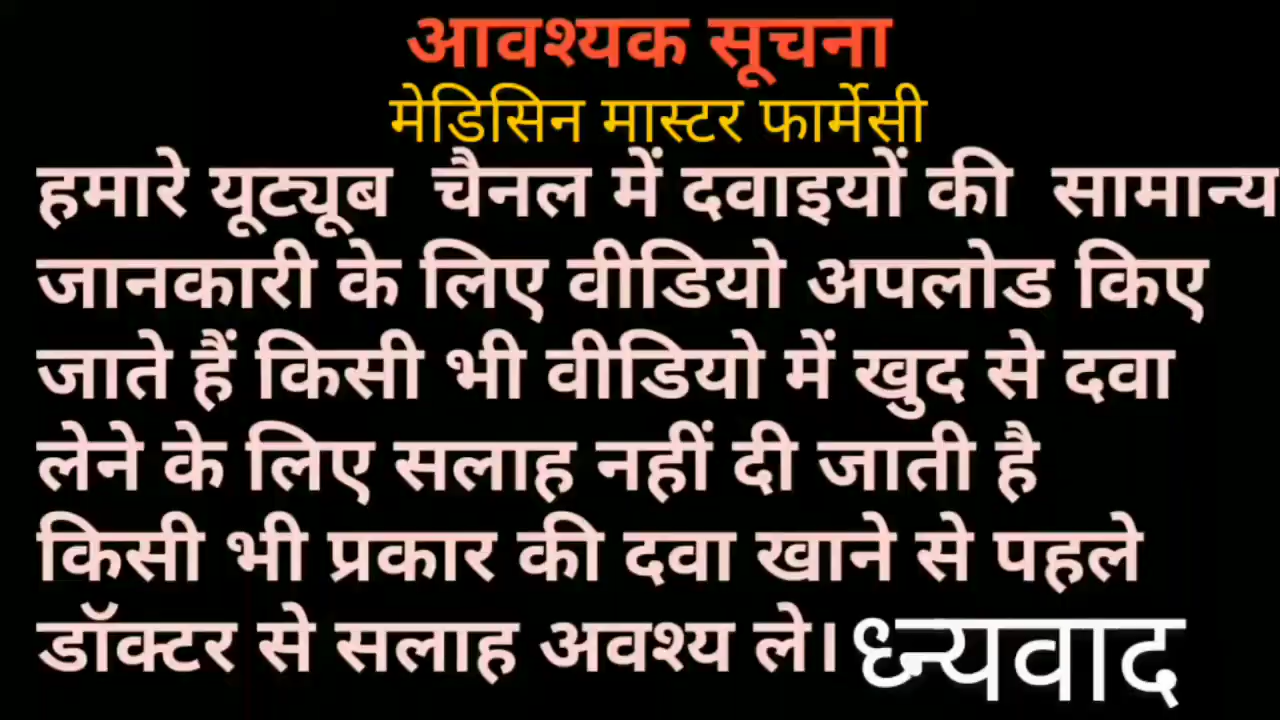 आवश्यक सूचना
मेडिसिन मास्टर फार्मेसी
हमारे यूट्यूब चैनल में दवाइयों की सामान्य
जानकारी के लिए वीडियो अपलोड किए
जाते हैं किसी भी वीडियो में खुद से दवा
लेने के लिए सलाह नहीं दी जाती है
किसी भी प्रकार की दवा खाने से पहले
डॉक्टर से सलाह अवश्य ले। ध्न्यवाद